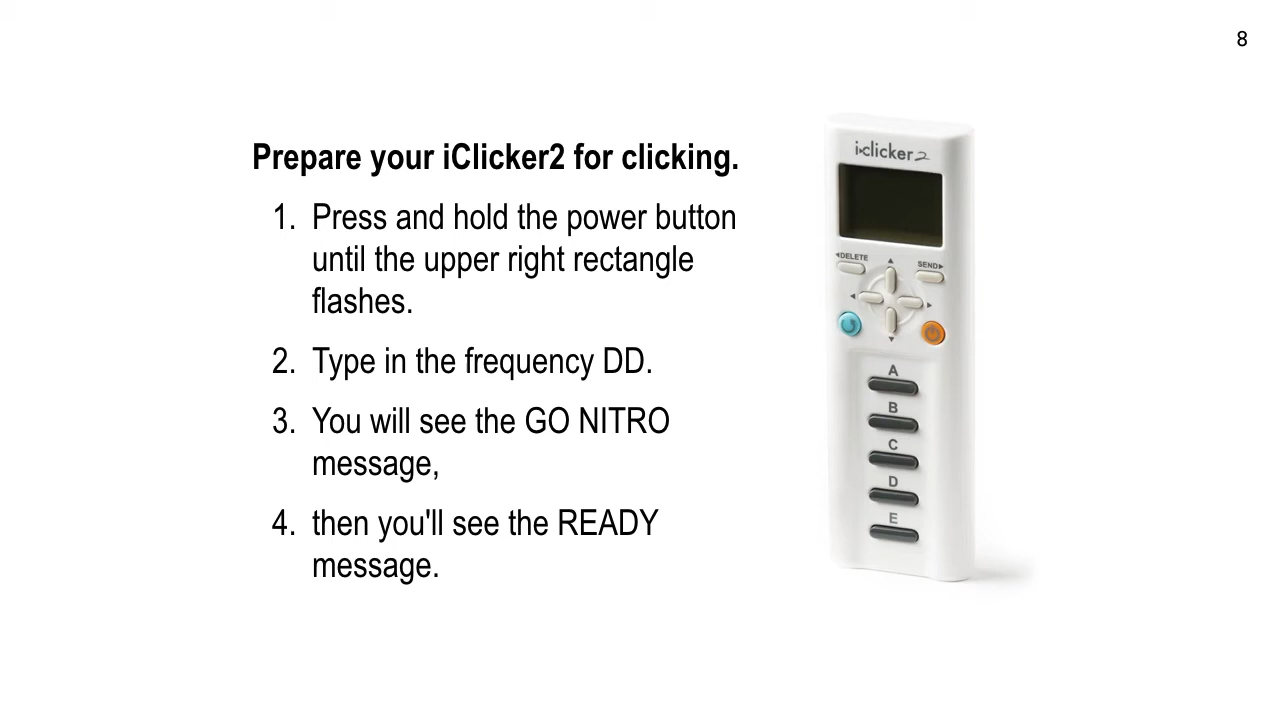 8
Prepare your iClicker2 for clicking.
1. Press and hold the power button
until the upper right rectangle
flashes.
2. Type in the frequency DD.
3. You will see the GO NITRO
message,
4. then you'll see the READY
message.
i>clicker 2
◄DELETE
SEND►
A
B
C
D
E